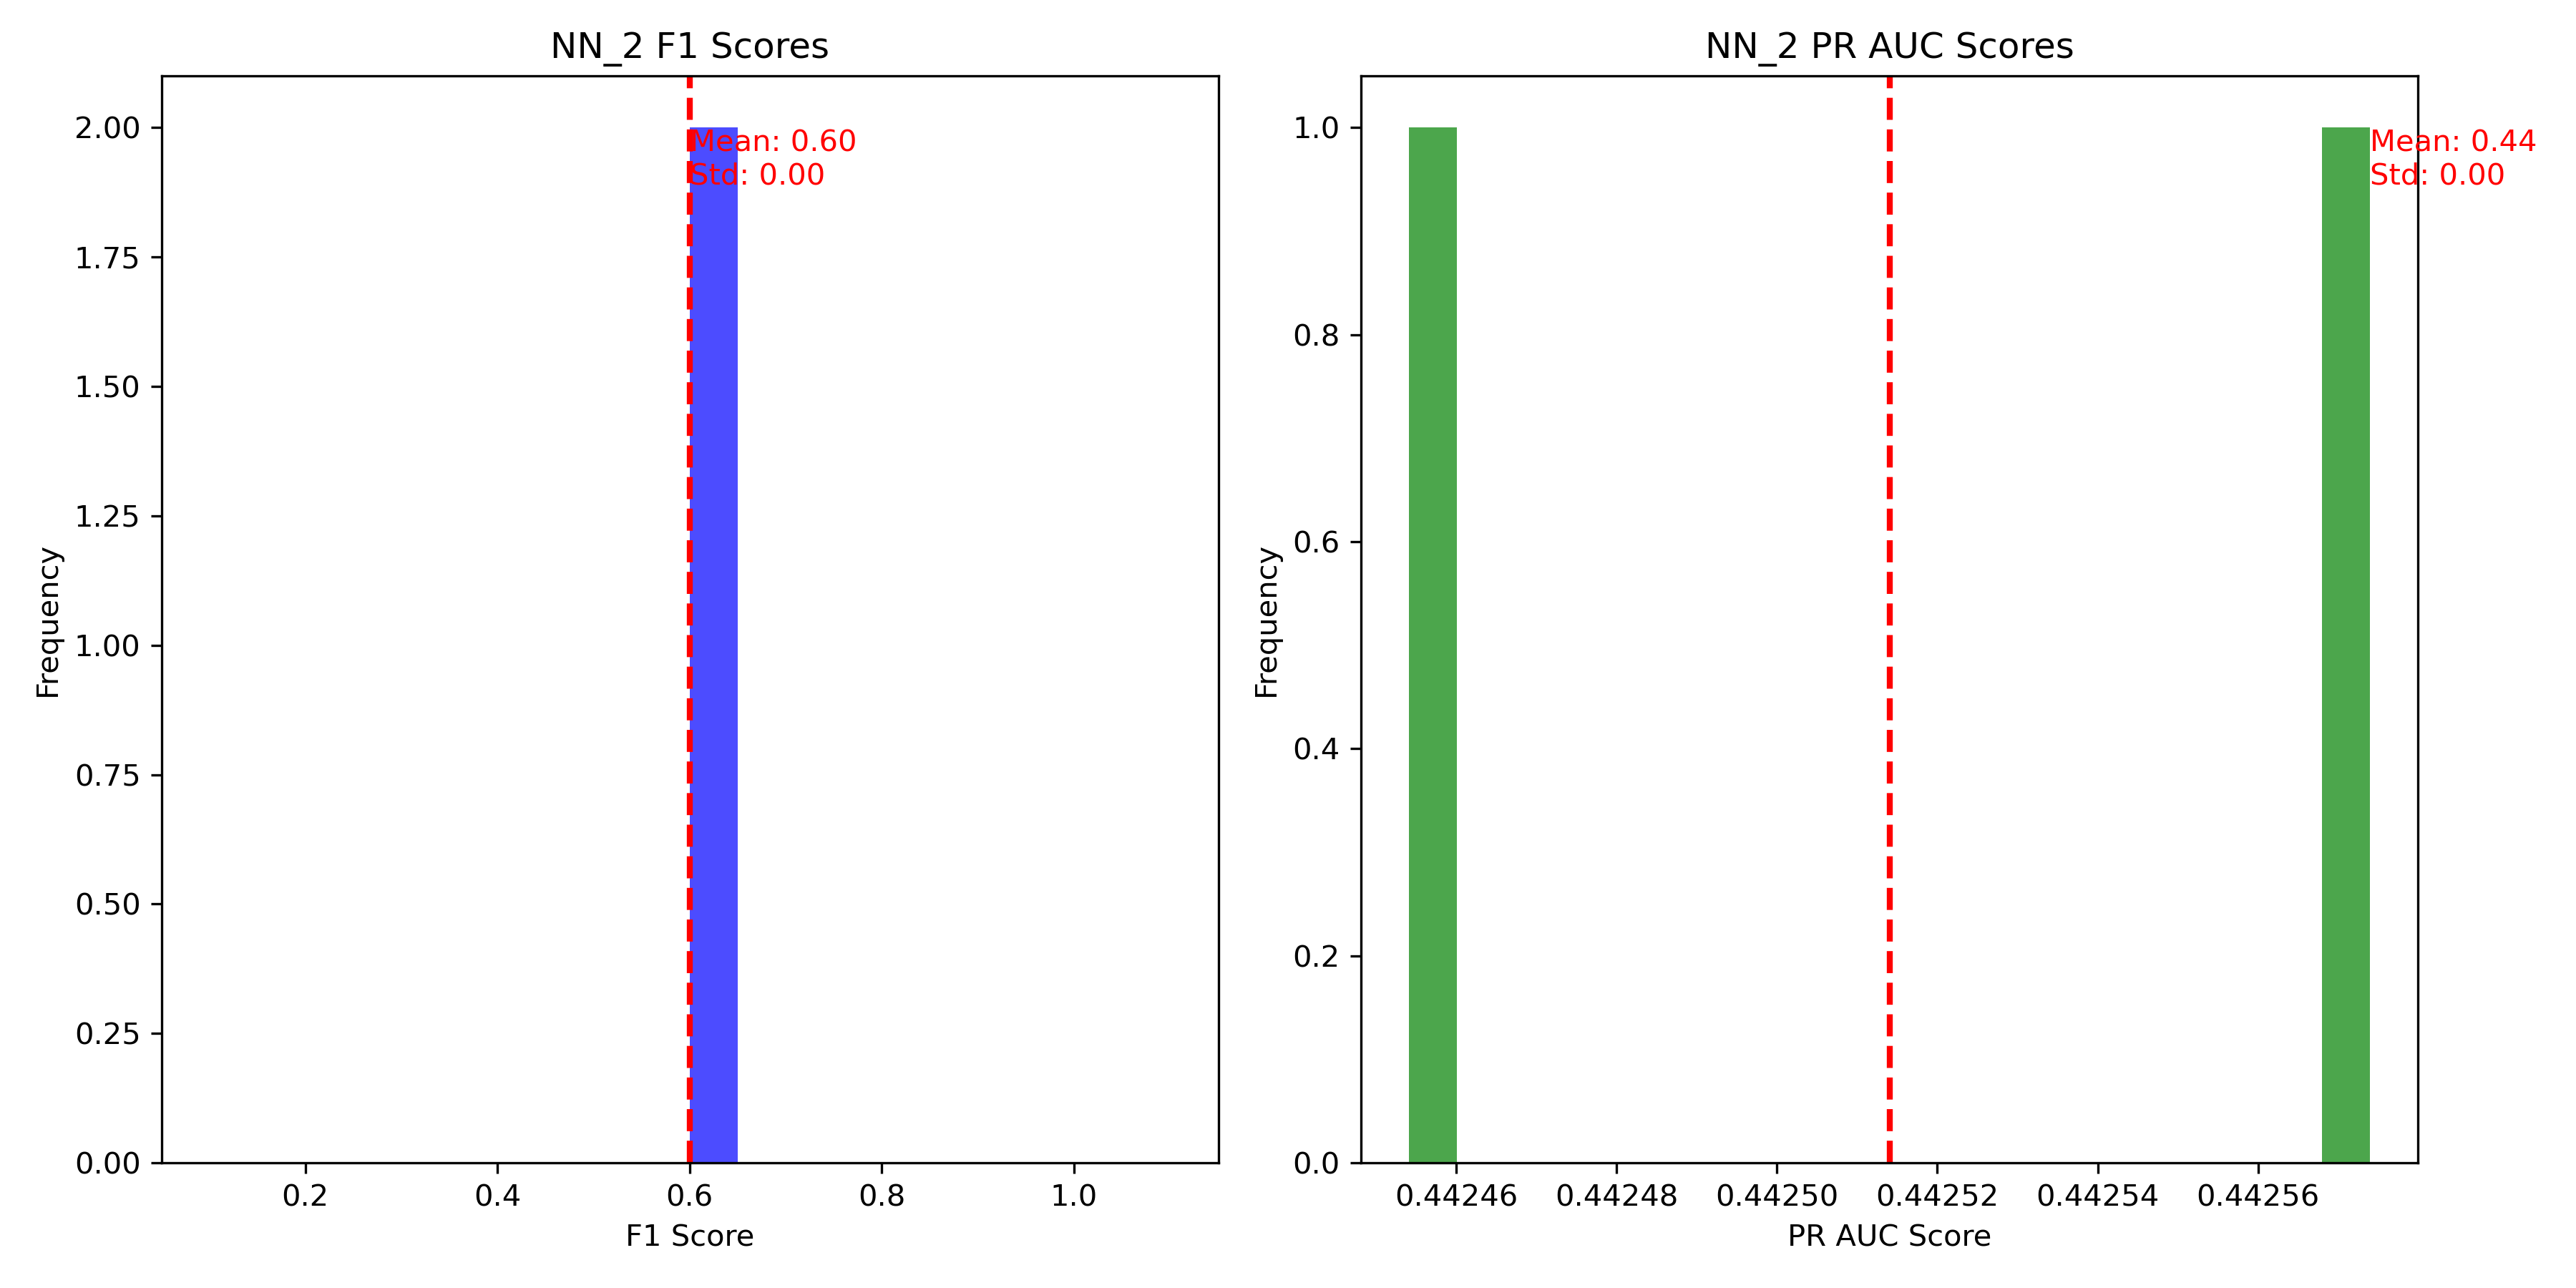 NN_2 F1 Scores
2.00
1.75
1.50
1.25
1.00
0.75
0.50
0.25
0.00
Frequency
Mean: 0.60
Std: 0.00
0.2 0.4 0.6 0.8 1.0
F1 Score
NN_2 PR AUC Scores
1.0
0.8
0.6
0.4
0.2
0.0
Frequency
Mean: 0.44
Std: 0.00
0.44246 0.44248 0.44250 0.44252 0.44254 0.44256
PR AUC Score